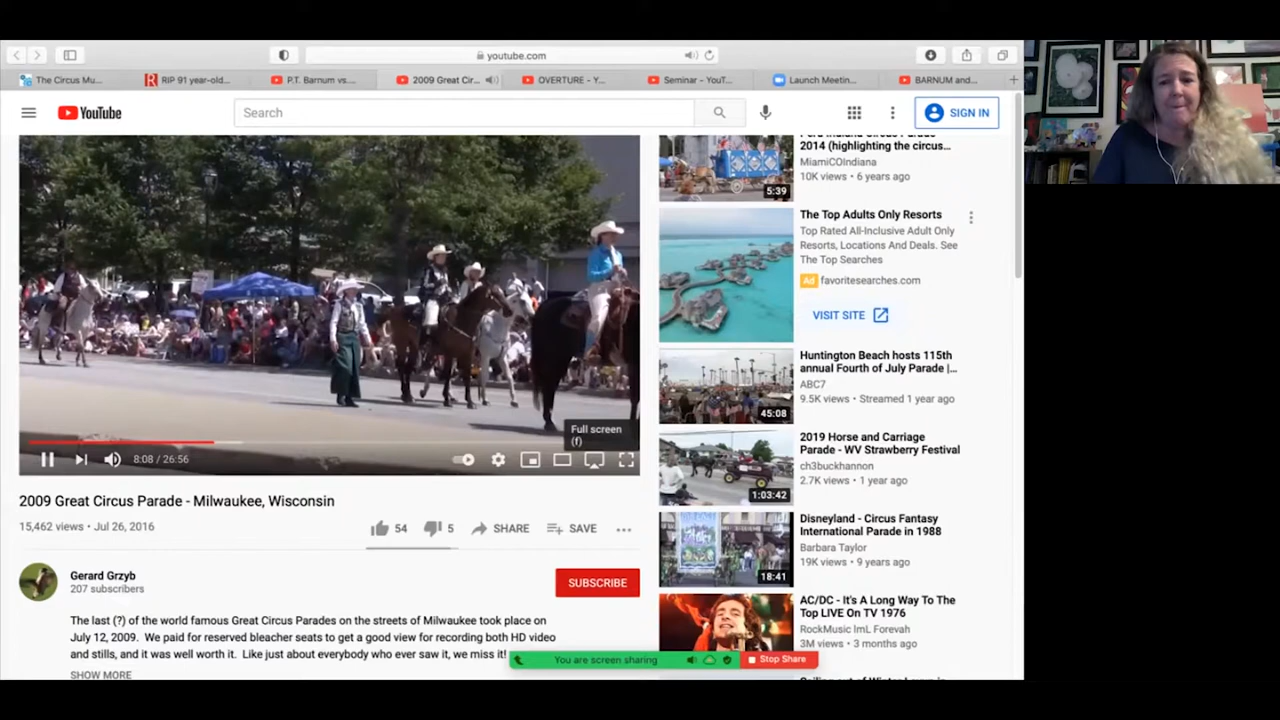 youtube.com
The Circus Mu...
RIP 91 year-old...
P.T. Barnum vs....
2009 Great Cir...
OVERTURE - Y...
Seminar - YouT...
Launch Meetin...
BARNUM and...
YouTube
Search
SIGN IN
Full screen
(f)
8:08 / 26:56
2009 Great Circus Parade - Milwaukee, Wisconsin
15,462 views • Jul 26, 2016
54
5
SHARE
SAVE
Gerard Grzyb
207 subscribers
SUBSCRIBE
The last (?) of the world famous Great Circus Parades on the streets of Milwaukee took place on
July 12, 2009. We paid for reserved bleacher seats to get a good view for recording both HD video
and stills, and it was well worth it. Like just about everybody who ever saw it, we miss it!
SHOW MORE
You are screen sharing
Stop Share
2014 (highlighting the circus...
MiamiCOIndiana
10K views • 6 years ago
5:39
The Top Adults Only Resorts
Top Rated All-Inclusive Adult Only
Resorts, Locations And Deals. See
The Top Searches
Ad favoritesearches.com
VISIT SITE
Huntington Beach hosts 115th
annual Fourth of July Parade |...
ABC7
9.5K views • Streamed 1 year ago
45:08
2019 Horse and Carriage
Parade - WV Strawberry Festival
ch3buckhannon
2.7K views • 1 year ago
1:03:42
Disneyland - Circus Fantasy
International Parade in 1988
Barbara Taylor
19K views • 9 years ago
18:41
AC/DC - It's A Long Way To The
Top LIVE On TV 1976
RockMusic ImL Forevah
3M views • 3 months ago